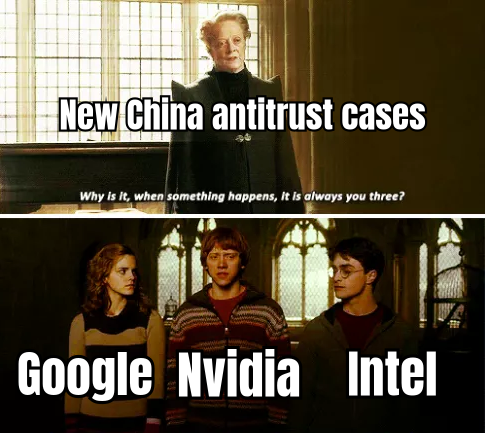 New China antitrust cases
Why is it, when something happens, it is always you three?
Google Nvidia Intel